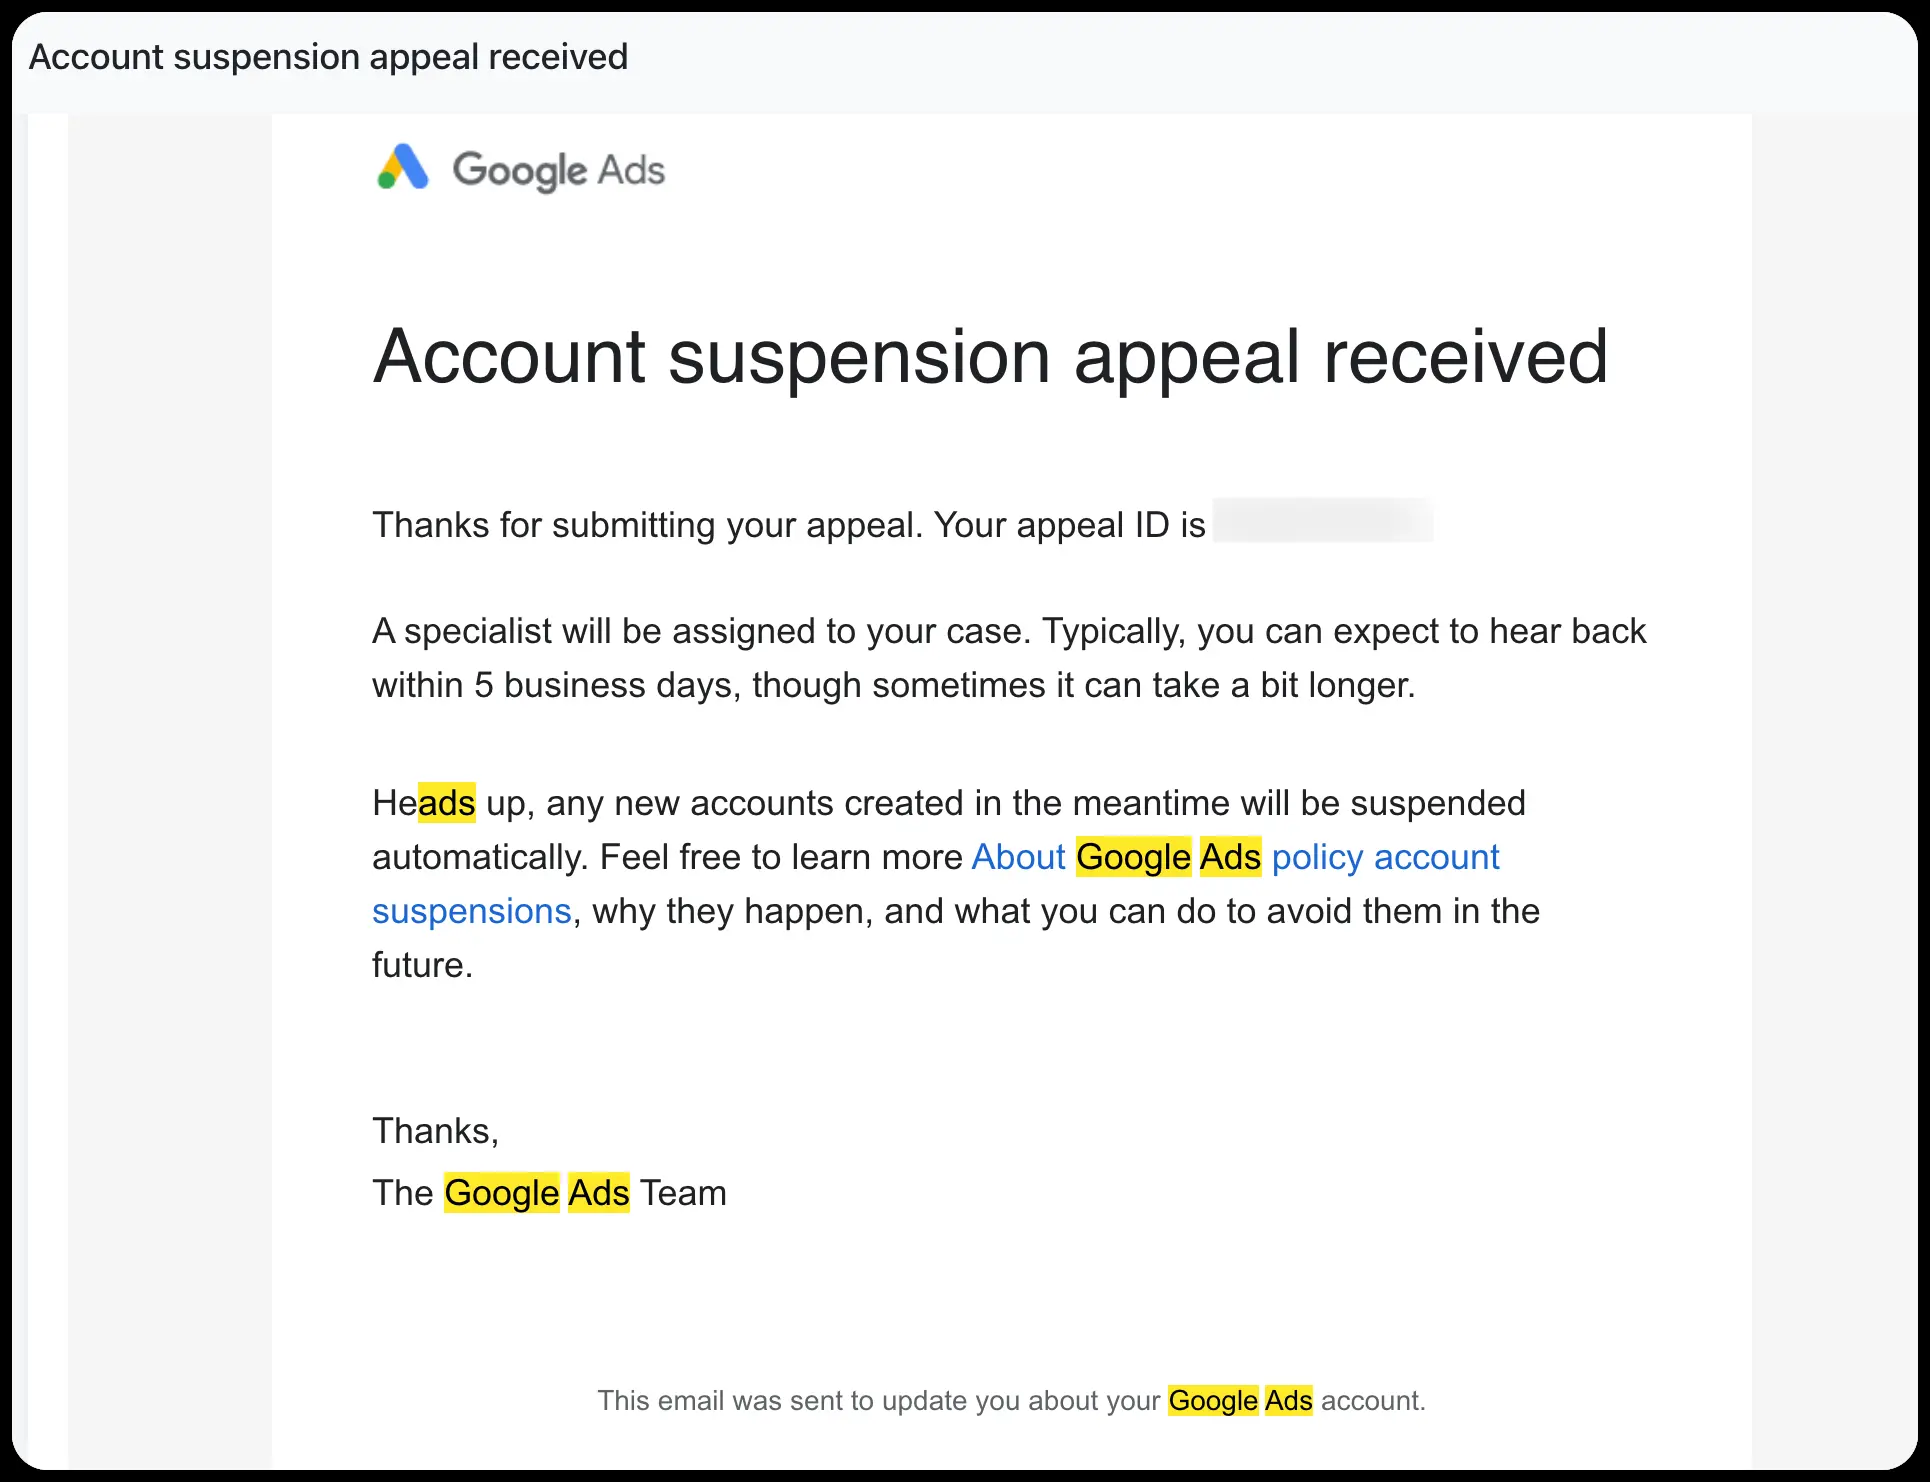 Account suspension appeal received
Google Ads
Account suspension appeal received
Thanks for submitting your appeal. Your appeal ID is
A specialist will be assigned to your case. Typically, you can expect to hear back
within 5 business days, though sometimes it can take a bit longer.
Heads up, any new accounts created in the meantime will be suspended
automatically. Feel free to learn more About Google Ads policy account
suspensions, why they happen, and what you can do to avoid them in the
future.
Thanks,
The Google Ads Team
This email was sent to update you about your Google Ads account.